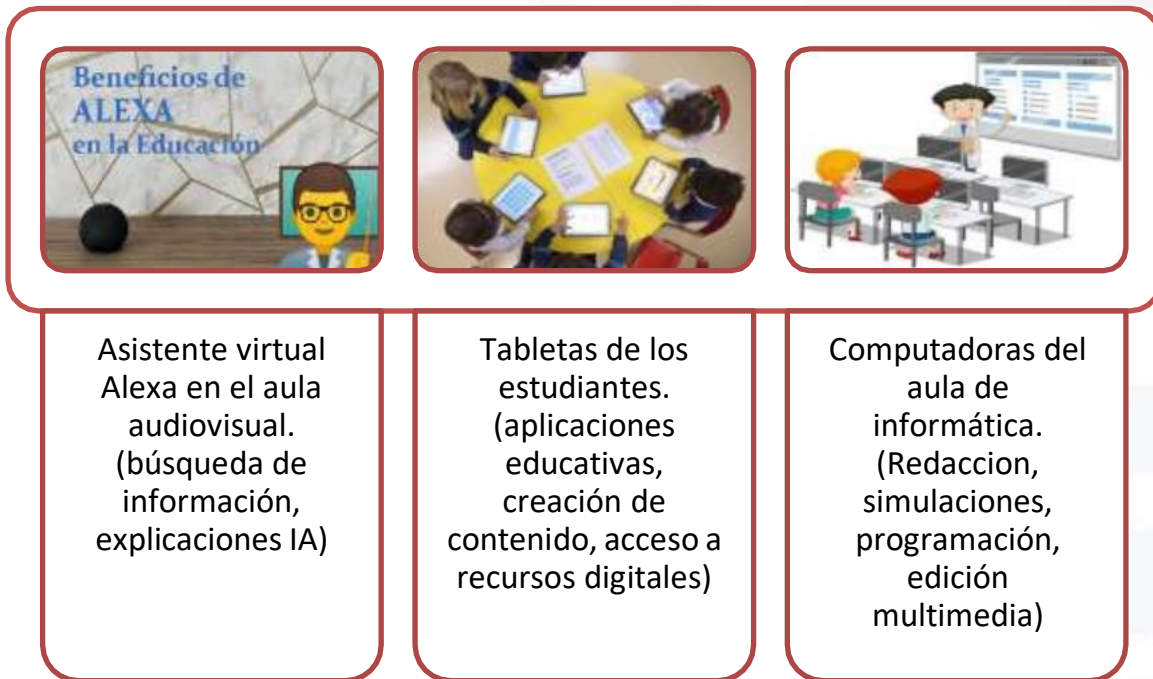 Beneficios de
ALEXA
en la Educación
Asistente virtual
Alexa en el aula
audiovisual.
(búsqueda de
información,
explicaciones IA)
Tabletas de los
estudiantes.
(aplicaciones
educativas,
creación de
contenido, acceso a
recursos digitales)
Computadoras del
aula de
informática.
(Redaccion,
simulaciones,
programación,
edición
multimedia)